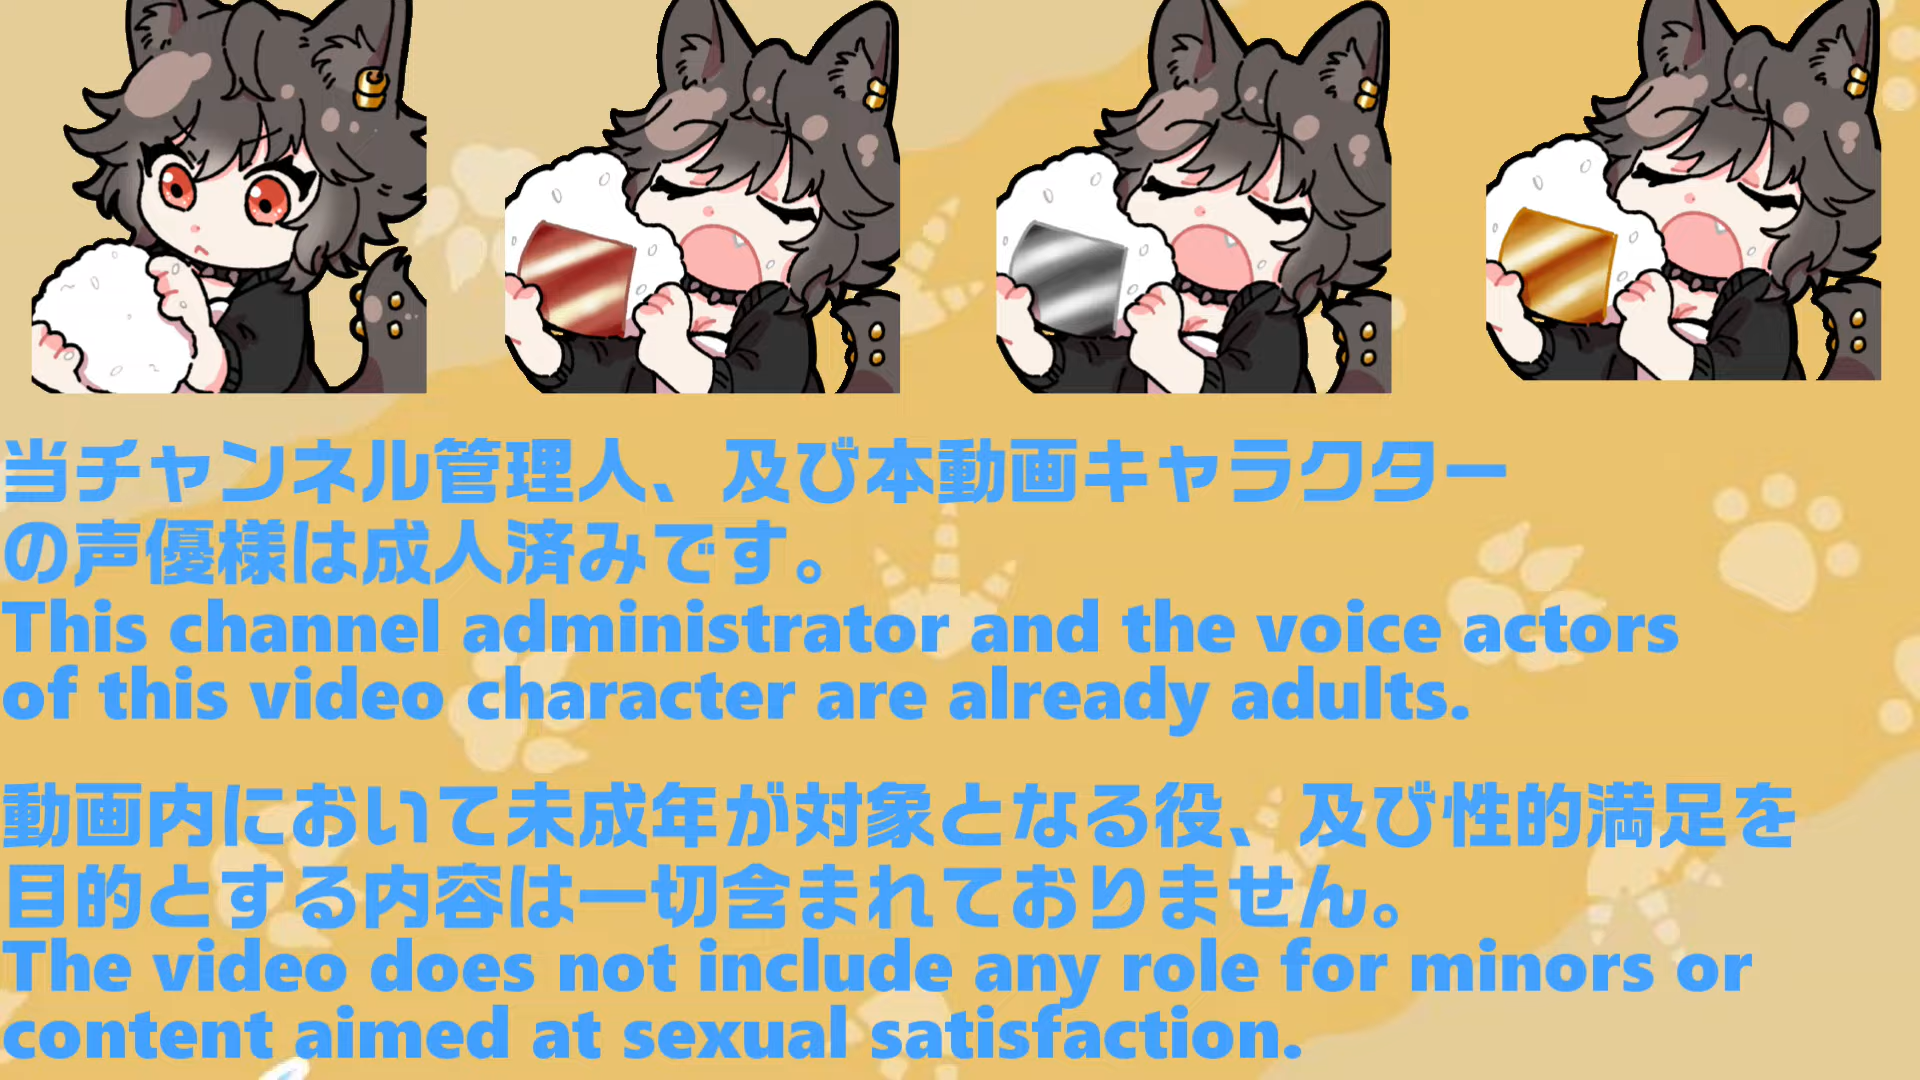 当チャンネル管理人、及び本動画キャラクター
の声優様は成人済みです。
This channel administrator and the voice actors
of this video character are already adults.
動画内において未成年が対象となる役、及び性的満足を
目的とする内容は一切含まれておりません。
The video does not include any role for minors or
content aimed at sexual satisfaction.